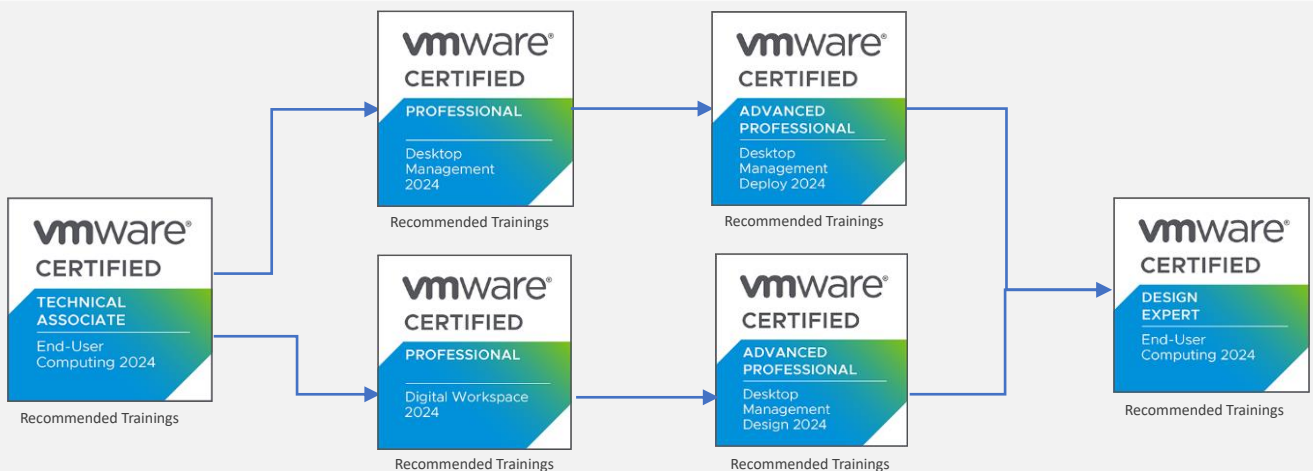 vmware®
CERTIFIED
TECHNICAL
ASSOCIATE
End-User
Computing 2024
Recommended Trainings
vmware®
CERTIFIED
PROFESSIONAL
Desktop
Management
2024
Recommended Trainings
vmware®
CERTIFIED
ADVANCED
PROFESSIONAL
Desktop
Management
Deploy 2024
Recommended Trainings
vmware®
CERTIFIED
PROFESSIONAL
Digital Workspace
2024
Recommended Trainings
vmware®
CERTIFIED
ADVANCED
PROFESSIONAL
Desktop
Management
Design 2024
Recommended Trainings
vmware®
CERTIFIED
DESIGN
EXPERT
End-User
Computing 2024
Recommended Trainings